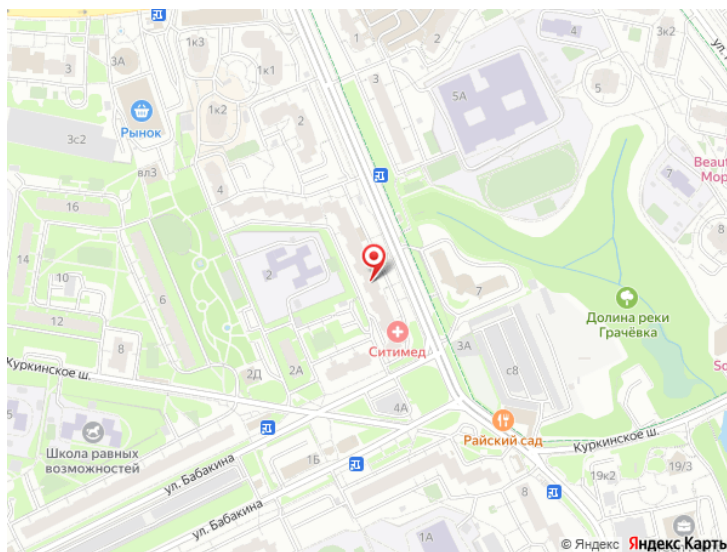 1к3
3А
3
1к1
1к2
Рынок
3с2
2
1
2
3
5А
4
5
вл3
4
16
14
10
12
6
2
7
Beaut
Мор
8
7
Долина реки
Грачёвка
Ситимед
3А
с8
8
2Д
2А
4А
Куркинское ш.
Райский сад
Куркинское ш.
5
Школа равных
возможностей
ул. Бабакина
1Б
ул. Бабакина
1А
8
19к2
19/3
© Яндекс Яндекс Карты